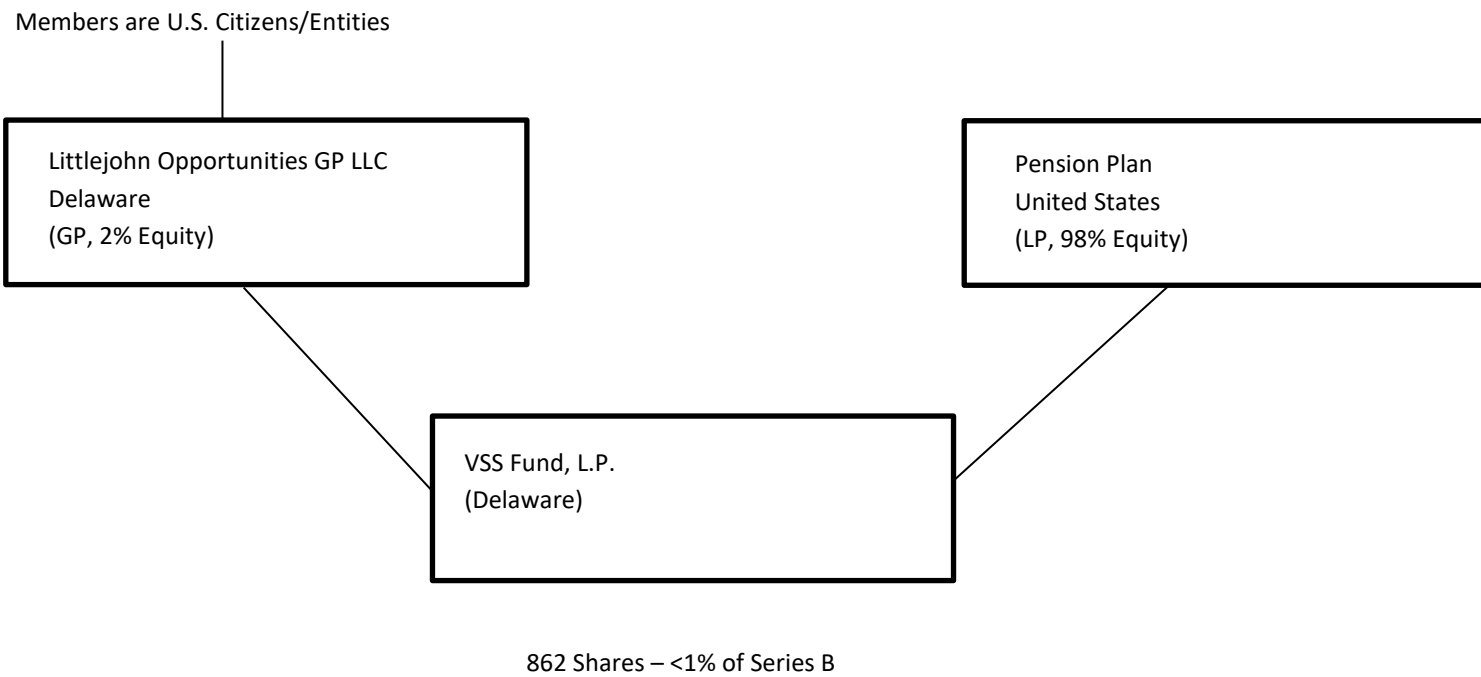 Members are U.S. Citizens/Entities
Littlejohn Opportunities GP LLC
Delaware
(GP, 2% Equity)
Pension Plan
United States
(LP, 98% Equity)
VSS Fund, L.P.
(Delaware)
862 Shares – <1% of Series B